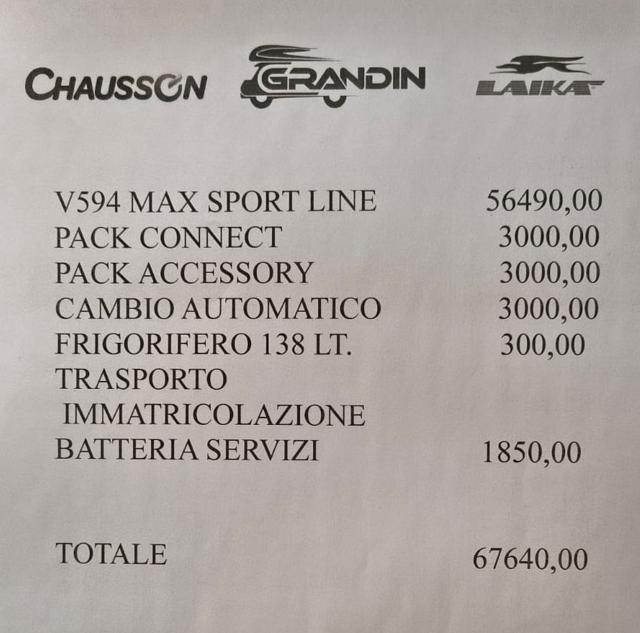 CHAUSSON GRANDIN LAIKA
V594 MAX SPORT LINE 56490,00
PACK CONNECT 3000,00
PACK ACCESSORY 3000,00
CAMBIO AUTOMATICO 3000,00
FRIGORIFERO 138 LT. 300,00
TRASPORTO
IMMATRICOLAZIONE
BATTERIA SERVIZI 1850,00
TOTALE 67640,00